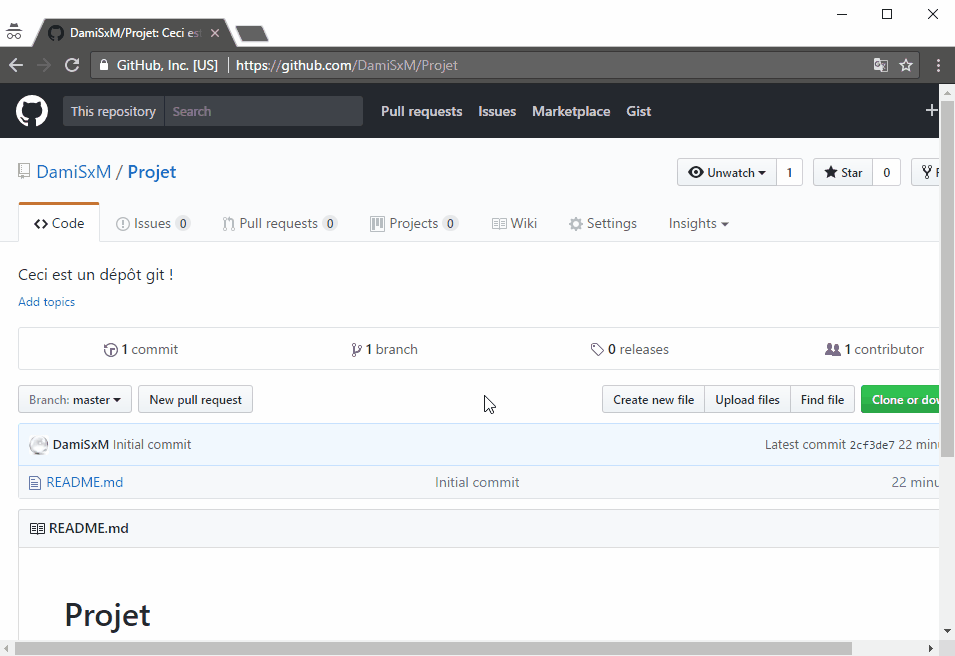 DamiSxM/Projet: Ceci es
GitHub, Inc. [US] https://github.com/DamiSxM/Projet
This repository Search Pull requests Issues Marketplace Gist
DamiSxM / Projet Unwatch 1 Star 0 F
Code Issues 0 Pull requests 0 Projects 0 Wiki Settings Insights
Ceci est un dépôt git !
Add topics
1 commit 1 branch 0 releases 1 contributor
Branch: master New pull request Create new file Upload files Find file Clone or dow
DamiSxM Initial commit Latest commit 2cf3de7 22 minu
README.md Initial commit 22 minu
README.md
Projet